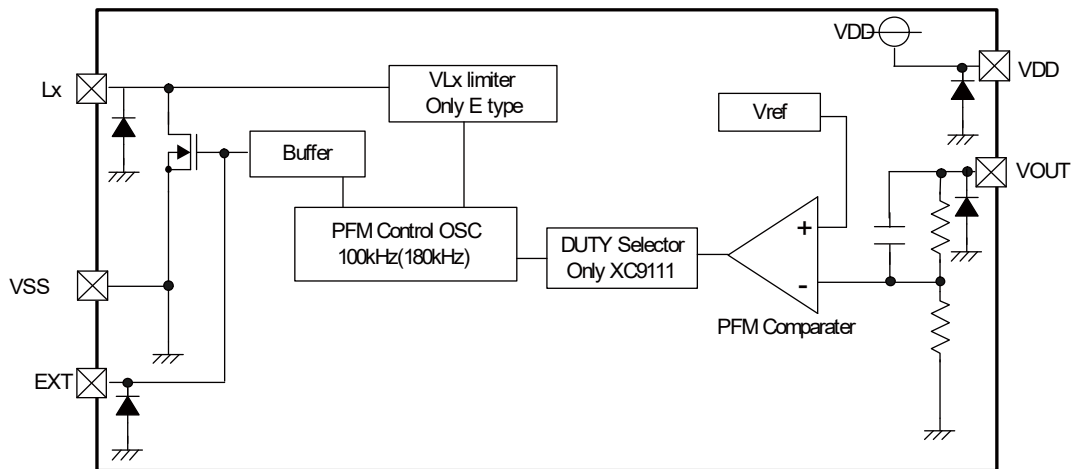 VDD
VDD
Lx
VLx limiter
Only E type
Vref
Buffer
VOUT
PFM Control OSC
100kHz(180kHz)
DUTY Selector
Only XC9111
+
-
VSS
PFM Comparater
EXT